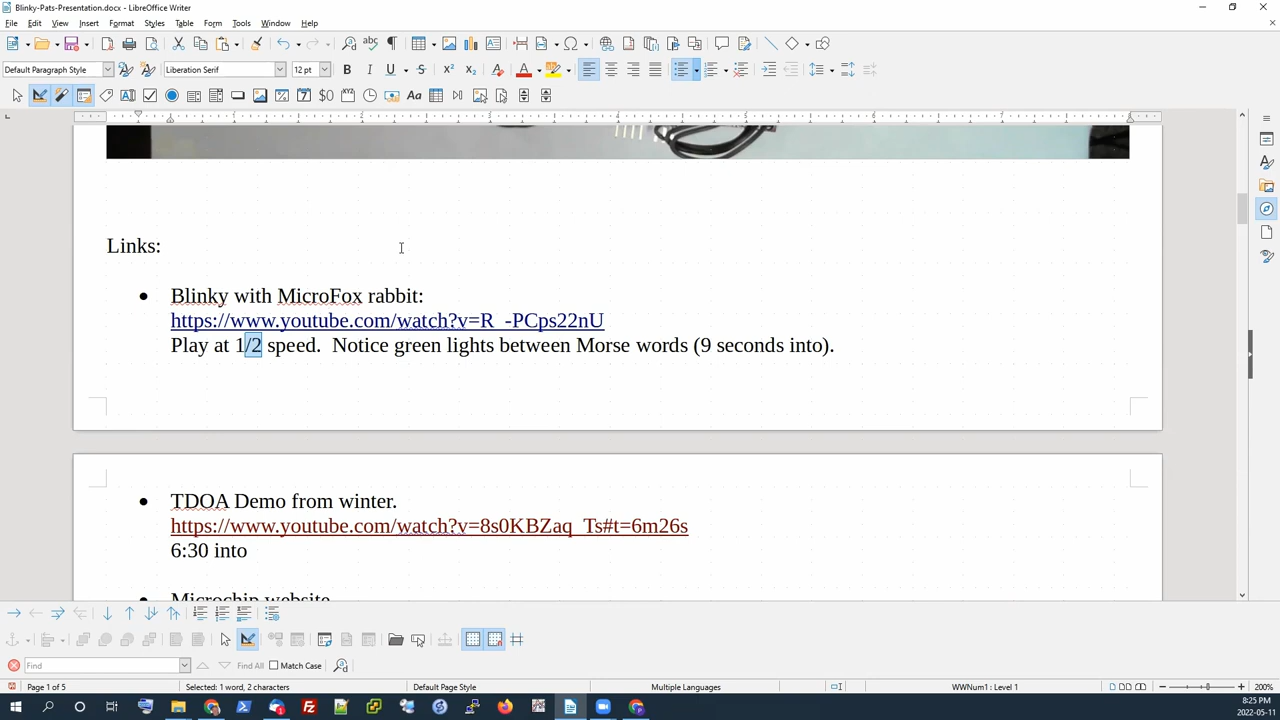 Blinky-Pats-Presentation.docx - LibreOffice Writer
File Edit View Insert Format Styles Table Form Tools Window Help
Default Paragraph Style Liberation Serif 12 pt
Links:
Blinky with MicroFox rabbit:
https://www.youtube.com/watch?v=R_-PCps22nU
Play at 1/2 speed.  Notice green lights between Morse words (9 seconds into).
TDOA Demo from winter.
https://www.youtube.com/watch?v=8s0KBZaq_Ts#t=6m26s
6:30 into
Microchip website
Find Find All Match Case
Page 1 of 5 Selected: 1 word, 2 characters Default Page Style Multiple Languages WWNum1 : Level 1 200%
8:25 PM
2022-05-11